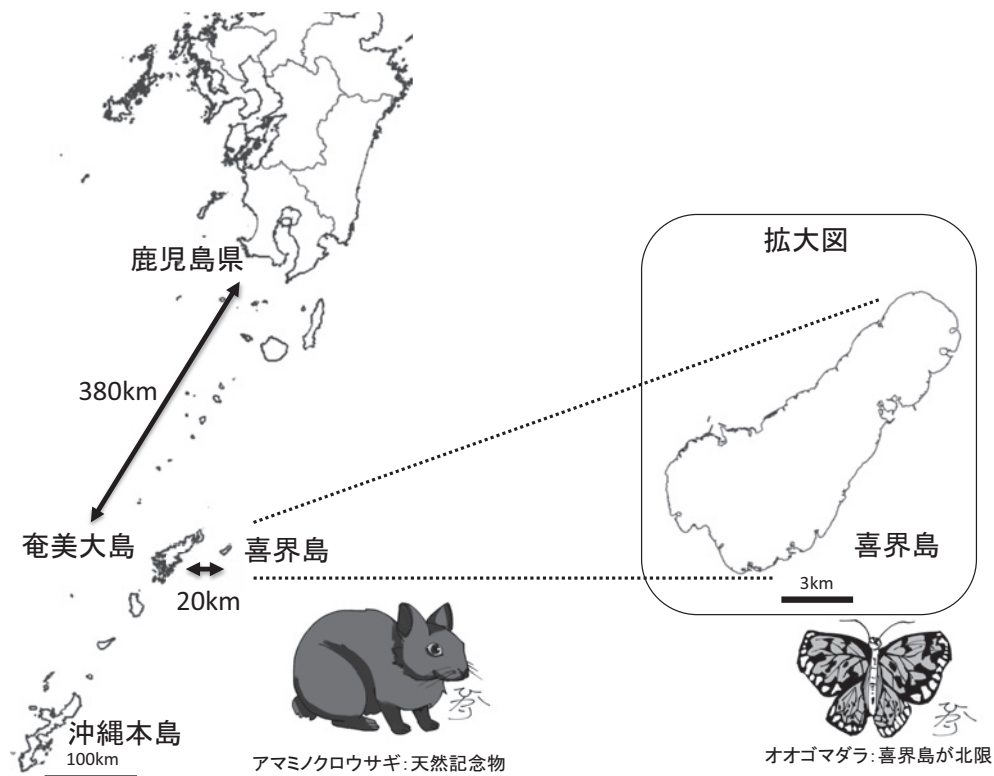 拡大図
鹿児島県
380km
奄美大島
喜界島
喜界島
3km
20km
沖縄本島
100km
アマミノクロウサギ:天然記念物
オオゴマダラ:喜界島が北限